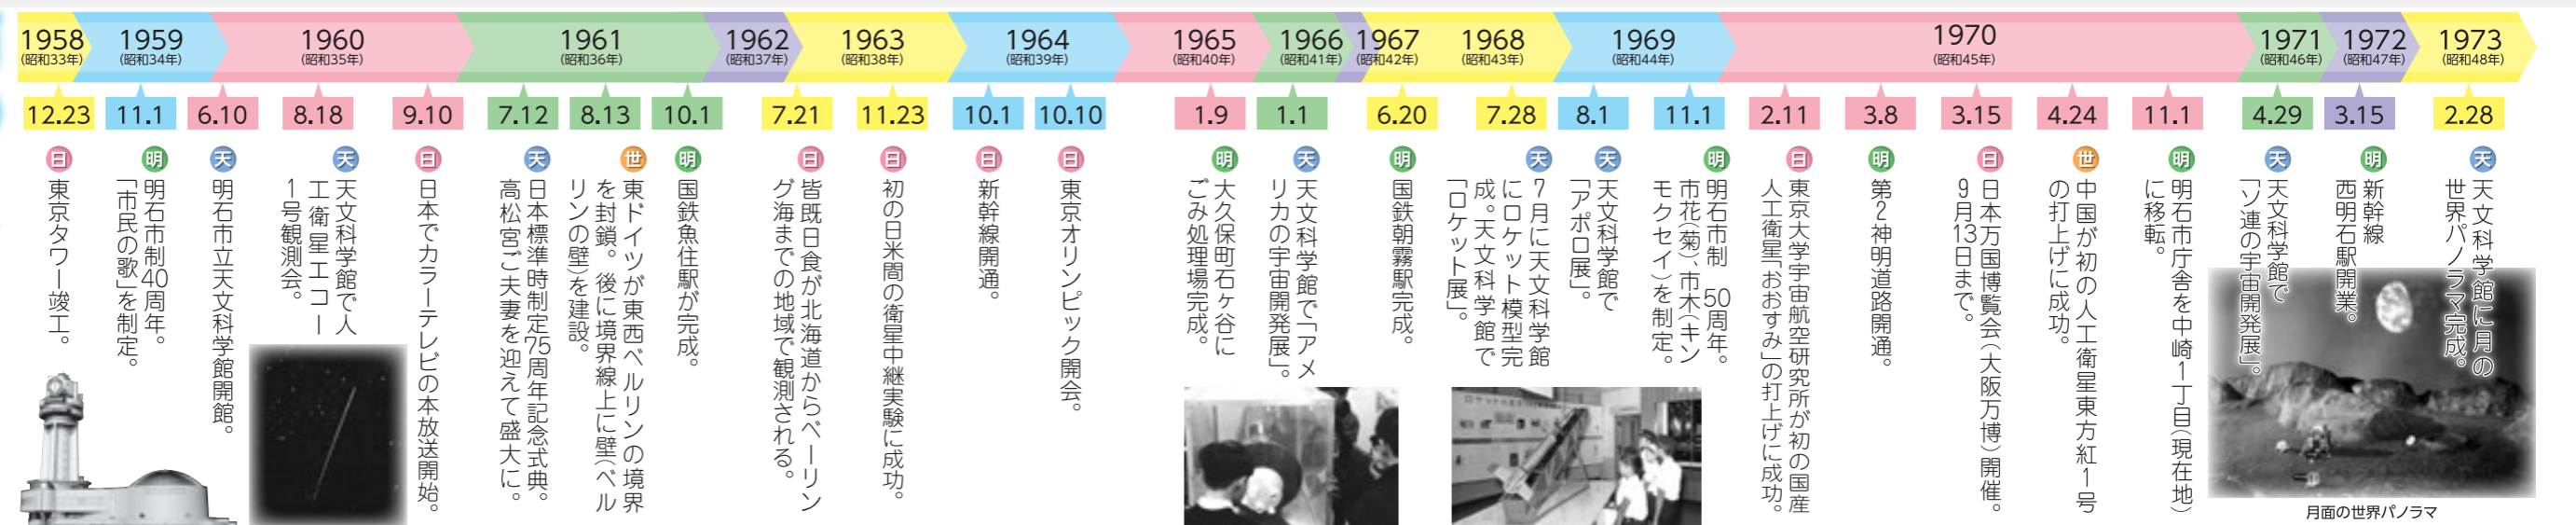 1958
(昭和33年)
1959
(昭和34年)
1960
(昭和35年)
1961
(昭和36年)
1962
(昭和37年)
1963
(昭和38年)
1964
(昭和39年)
1965
(昭和40年)
1966
(昭和41年)
1967
(昭和42年)
1968
(昭和43年)
1969
(昭和44年)
1970
(昭和45年)
1971
(昭和46年)
1972
(昭和47年)
1973
(昭和48年)
12.23
日
東京タワー竣工。
11.1
明
明石市制40周年。
「市民の歌」を制定。
6.10
天
明石市立天文科学館開館。
8.18
天
天文科学館で人
工衛星エコー
1号観測会。
9.10
日
日本でカラーテレビの本放送開始。
7.12
天
日本標準時制定75周年記念式典。
高松宮ご夫妻を迎えて盛大に。
8.13
世
東ドイツが東西ベルリンの境界
を封鎖。後に境界線上に壁(ベル
リンの壁)を建設。
10.1
明
国鉄魚住駅が完成。
7.21
日
皆既日食が北海道からベーリン
グ海までの地域で観測される。
11.23
日
初の日米間の衛星中継実験に成功。
10.1
日
新幹線開通。
10.10
日
東京オリンピック開会。
1.9
明
大久保町石ヶ谷に
ごみ処理場完成。
1.1
天
天文科学館で「アメ
リカの宇宙開発展」。
6.20
明
国鉄朝霧駅完成。
7.28
天
7月に天文科学館
にロケット模型完
成。天文科学館で
「ロケット展」。
8.1
天
天文科学館で
「アポロ展」。
11.1
明
明石市制 50周年。
市花(菊)、市木(キン
モクセイ)を制定。
2.11
日
東京大学宇宙航空研究所が初の国産
人工衛星「おおすみ」の打上げに成功。
3.8
明
第2神明道路開通。
3.15
日
日本万国博覧会(大阪万博)開催。
9月13日まで。
4.24
世
中国が初の人工衛星東方紅1号
の打上げに成功。
11.1
明
明石市庁舎を中崎1丁目(現在地)
に移転。
4.29
天
天文科学館で
「ソ連の宇宙開発展」。
3.15
明
新幹線
西明石駅開業。
2.28
天
天文科学館に月の
世界パノラマ完成。
月面の世界パノラマ